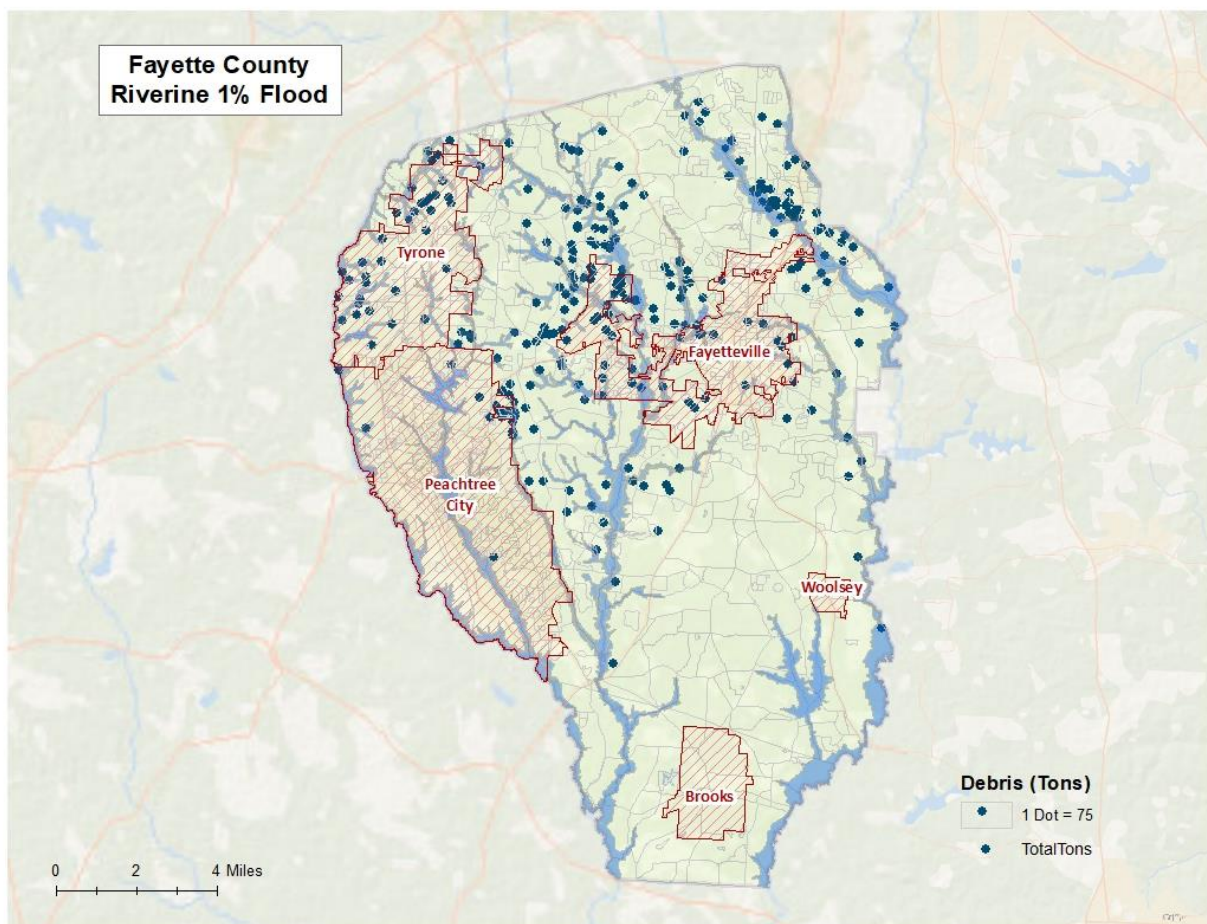 Fayette County
Riverine 1% Flood
Tyrone
Fayetteville
Peachtree
City
Woolsey
Brooks
Debris (Tons)
1 Dot = 75
TotalTons
0 2 4 Miles